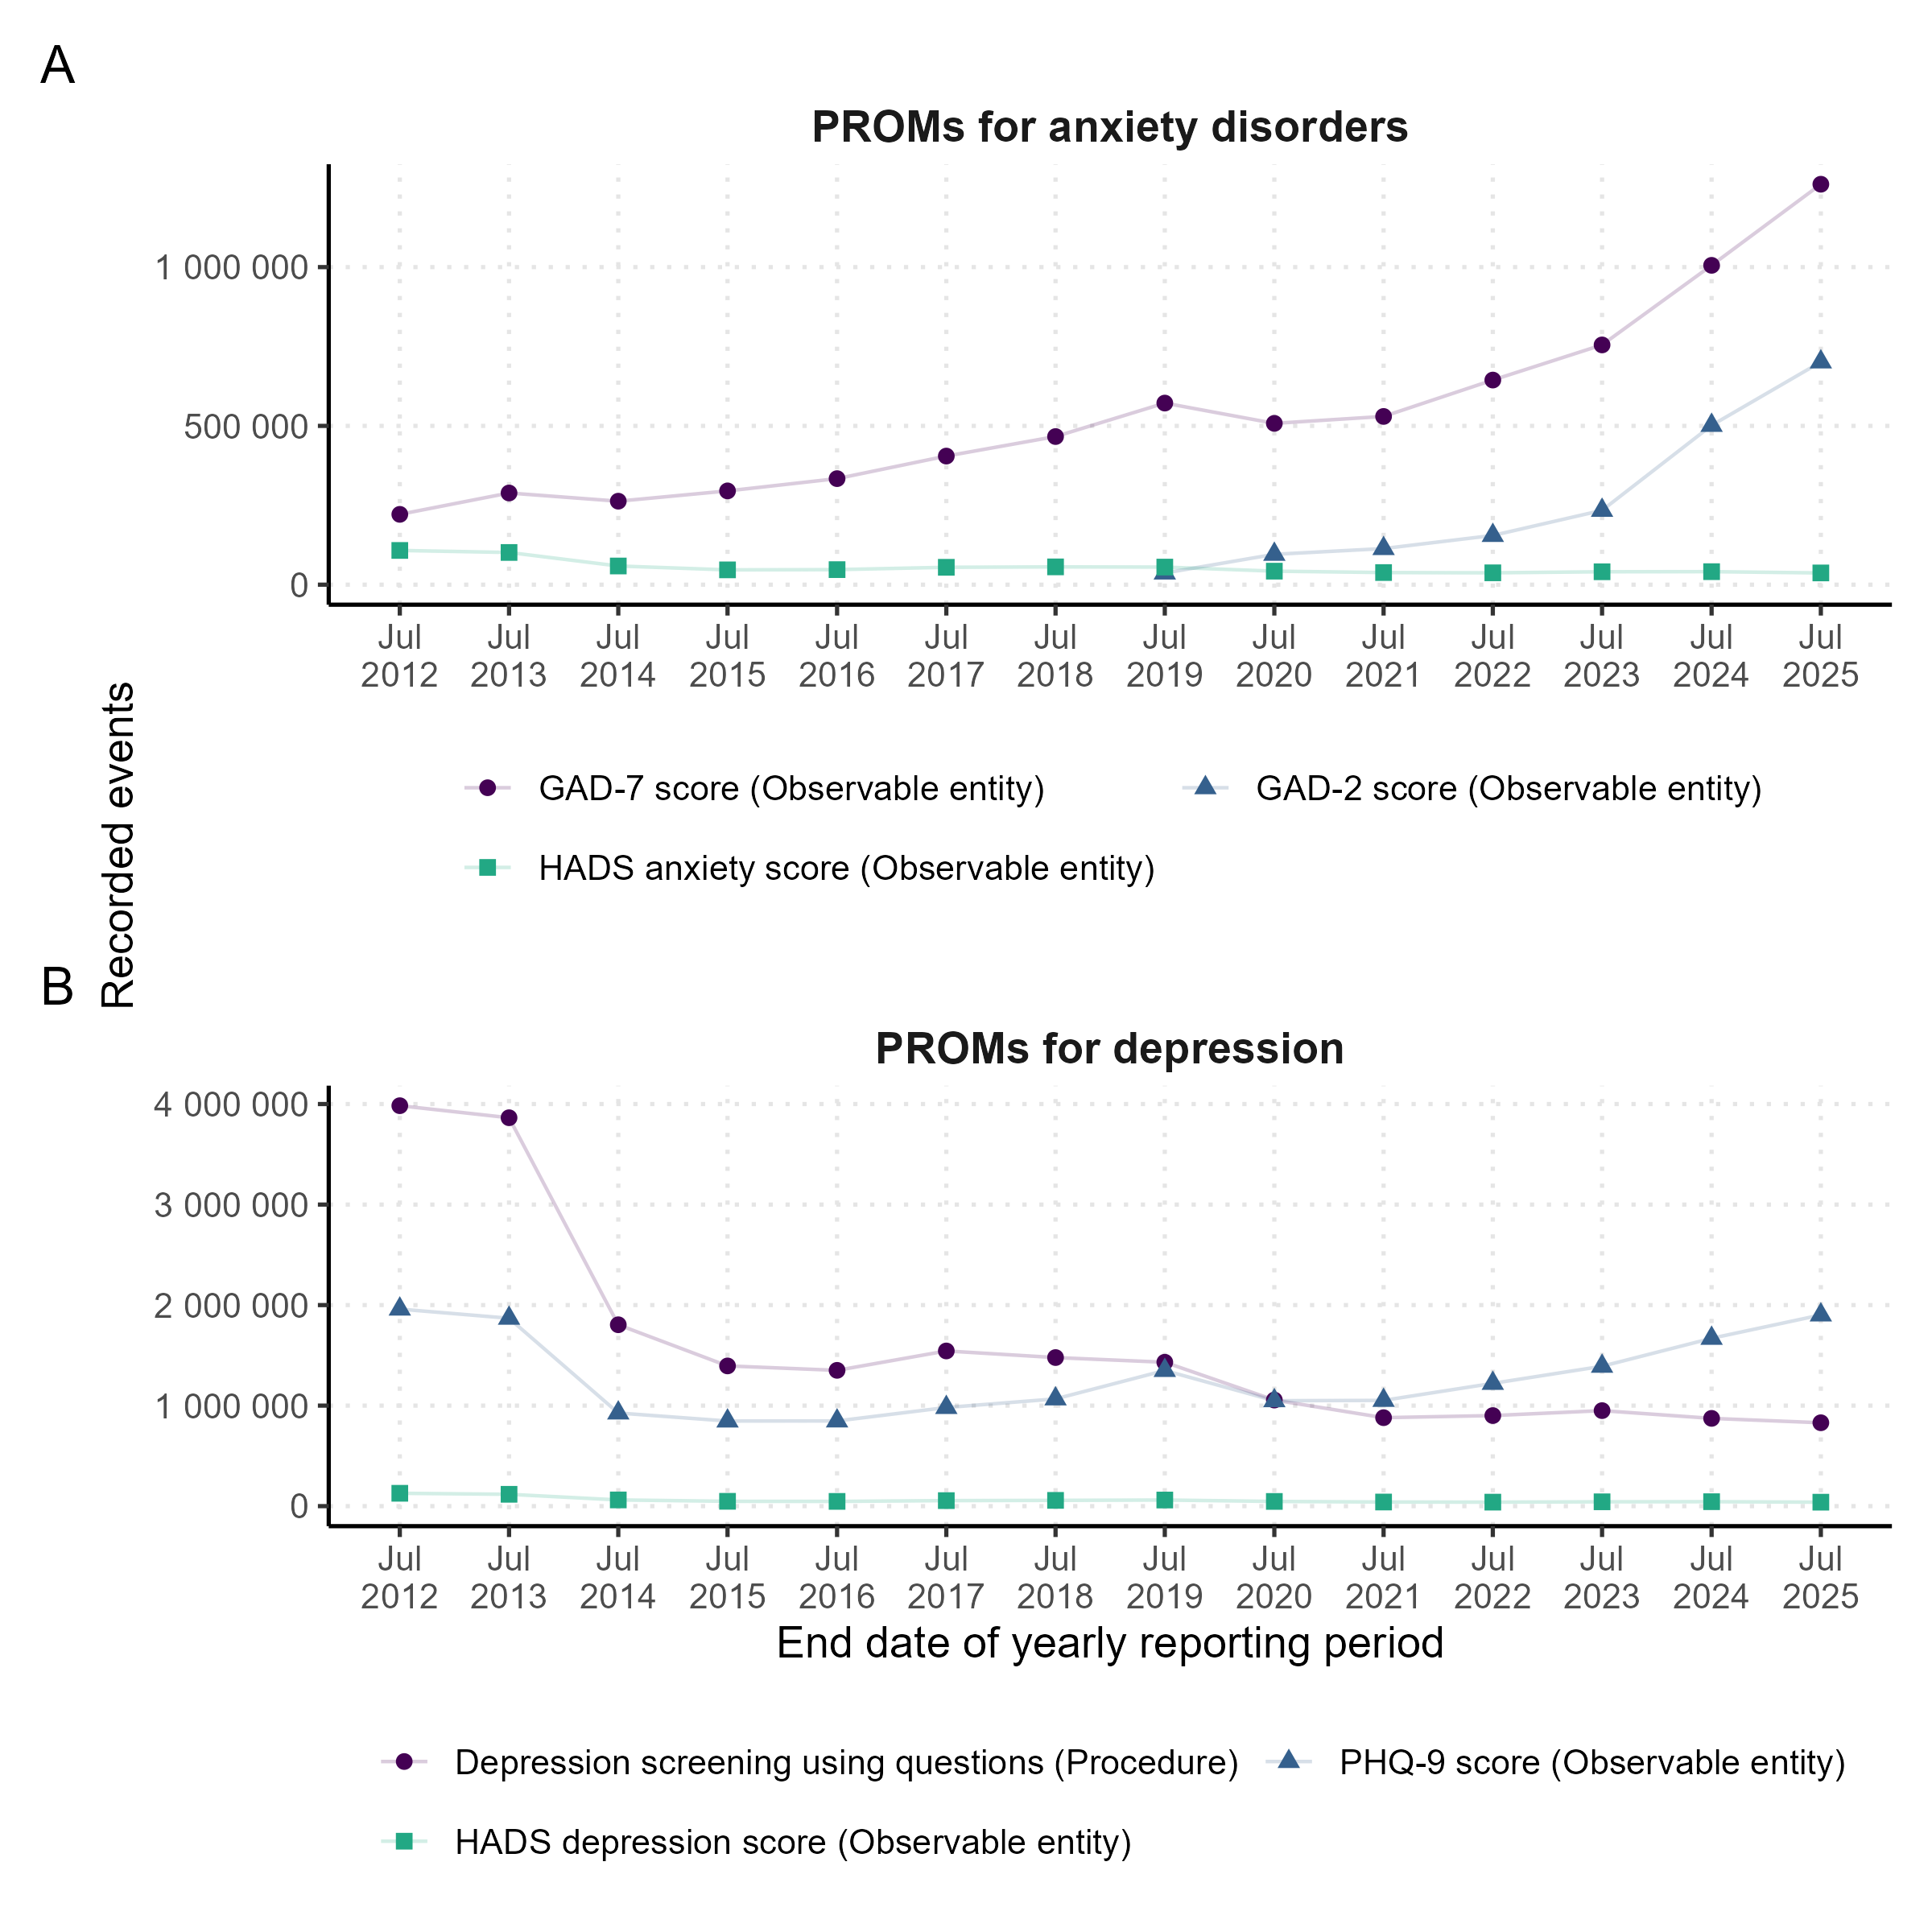 A
PROMs for anxiety disorders
1 000 000
500 000
0
Jul Jul Jul Jul Jul Jul Jul Jul Jul Jul Jul Jul Jul Jul
2012 2013 2014 2015 2016 2017 2018 2019 2020 2021 2022 2023 2024 2025
GAD-7 score (Observable entity) GAD-2 score (Observable entity)
HADS anxiety score (Observable entity)
Recorded events
B
PROMs for depression
4 000 000
3 000 000
2 000 000
1 000 000
0
Jul Jul Jul Jul Jul Jul Jul Jul Jul Jul Jul Jul Jul Jul
2012 2013 2014 2015 2016 2017 2018 2019 2020 2021 2022 2023 2024 2025
End date of yearly reporting period
Depression screening using questions (Procedure) PHQ-9 score (Observable entity)
HADS depression score (Observable entity)